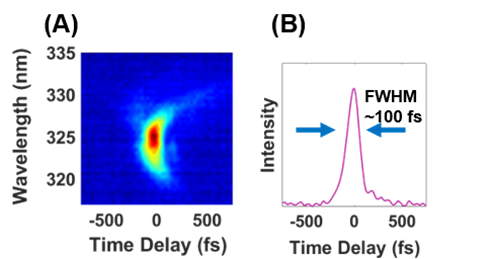 (A)
335
330
325
320
Wavelength (nm)
-500 0 500
Time Delay (fs)
(B)
FWHM
~100 fs
Intensity
-500 0 500
Time Delay (fs)